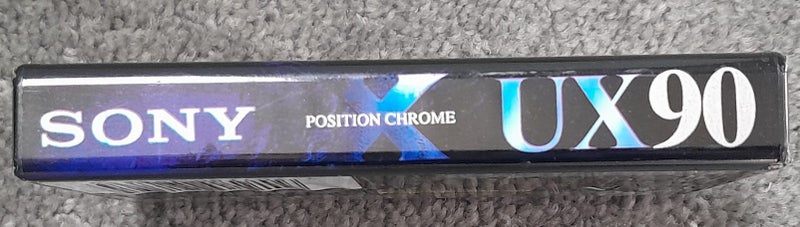 SONY POSITION CHROME UX90